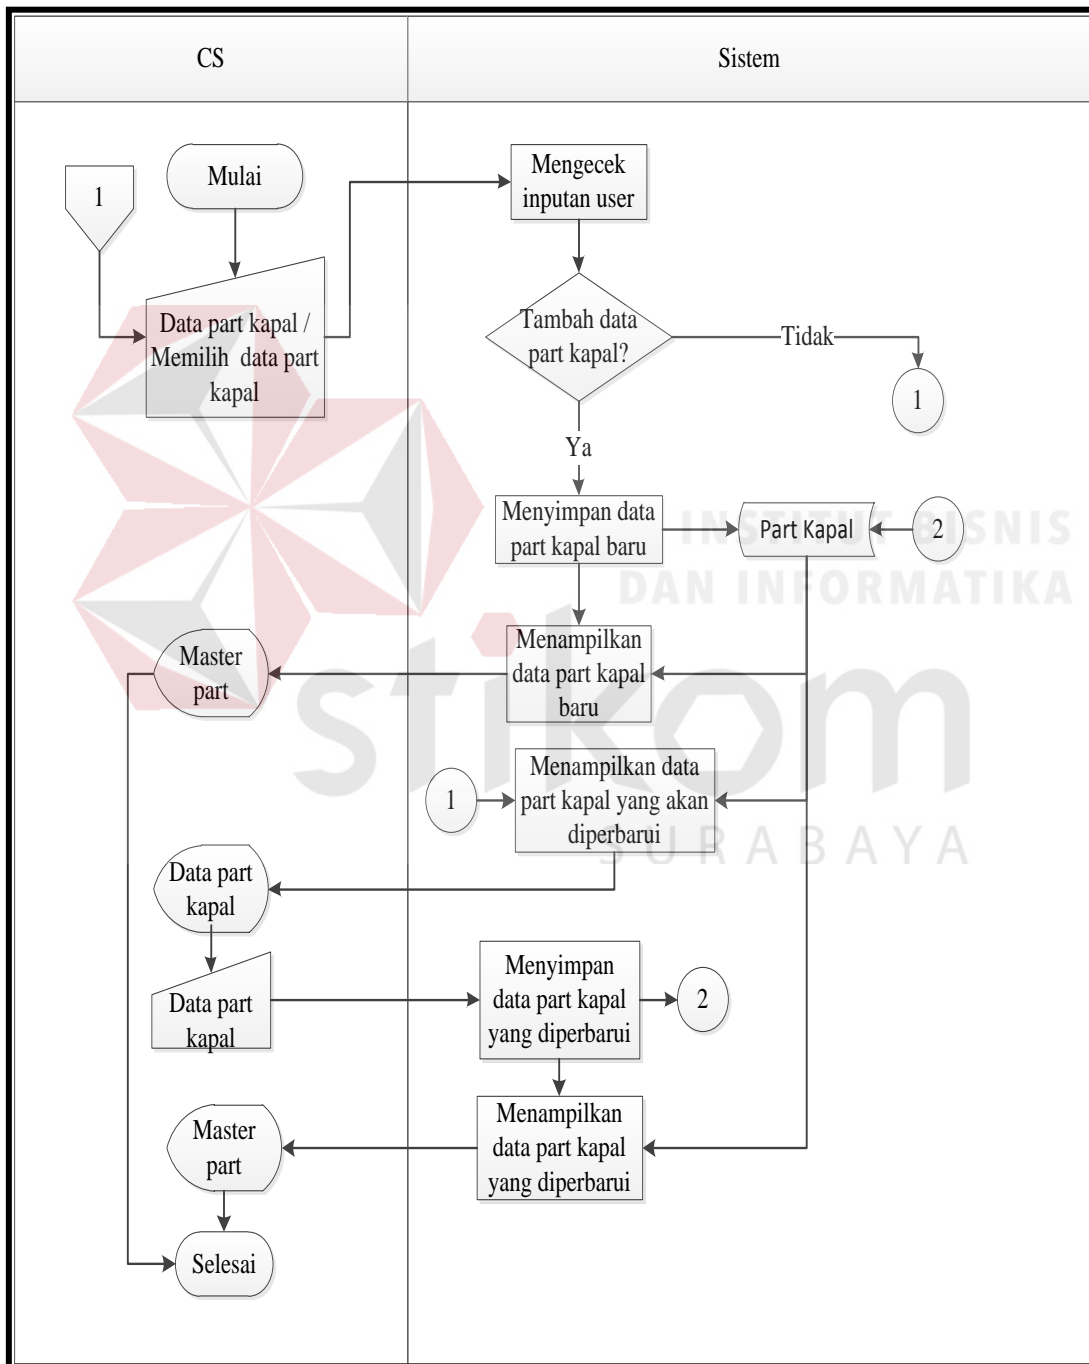 CS
Sistem
1
Mulai
Mengecek
inputan user
Data part kapal /
Memilih data part
kapal
Tambah data
part kapal?
Tidak
1
Ya
Menyimpan data
part kapal baru
Part Kapal
2
INSTITUT BISNIS
DAN INFORMATIKA
Master
part
Menampilkan
data part kapal
baru
stikom
1
Menampilkan data
part kapal yang akan
diperbarui
SURABAYA
Data part
kapal
Data part
kapal
Menyimpan
data part kapal
yang diperbarui
2
Master
part
Menampilkan
data part kapal
yang diperbarui
Selesai